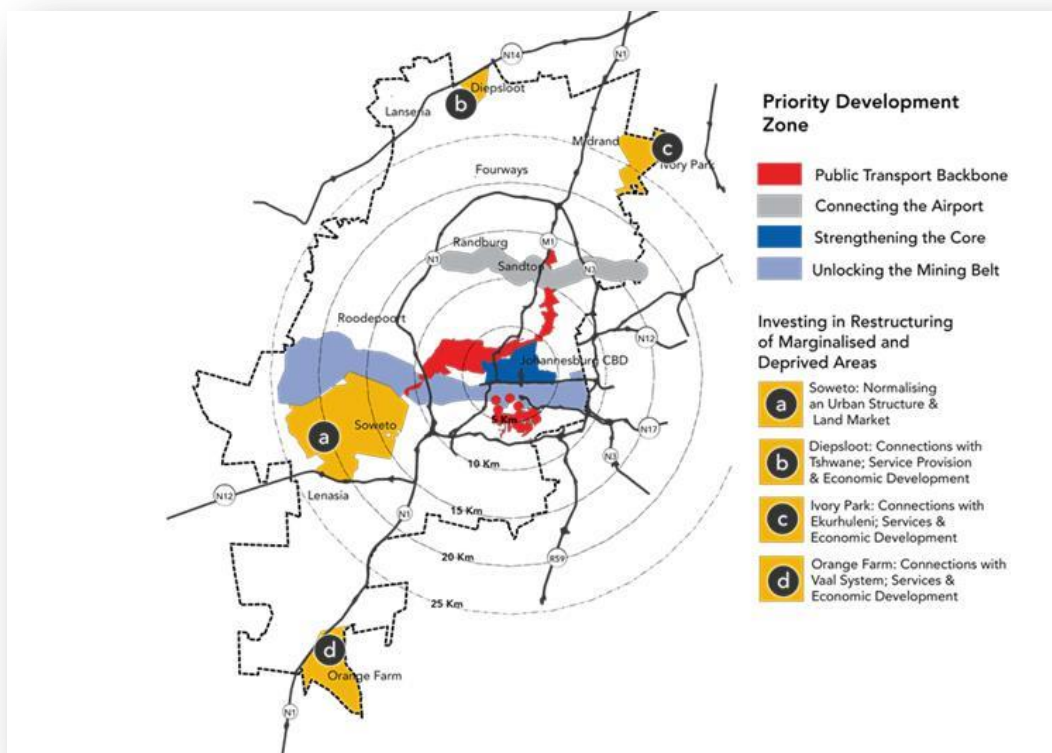 N14
N1
Diepsloot
b
Lanseria
Midrand
c
Ivory Park
Fourways
Randburg
M1
N1
Sandton
N3
Roodepoort
N12
Johannesburg CBD
Soweto
5 Km
a
N17
10 Km
N3
N12
Lenasia
15 Km
N1
20 Km
R59
25 Km
d
Orange Farm
N1
Priority Development
Zone
Public Transport Backbone
Connecting the Airport
Strengthening the Core
Unlocking the Mining Belt
Investing in Restructuring
of Marginalised and
Deprived Areas
a
Soweto: Normalising
an Urban Structure &
Land Market
b
Diepsloot: Connections with
Tshwane; Service Provision
& Economic Development
c
Ivory Park: Connections with
Ekurhuleni; Services &
Economic Development
d
Orange Farm: Connections with
Vaal System; Services &
Economic Development